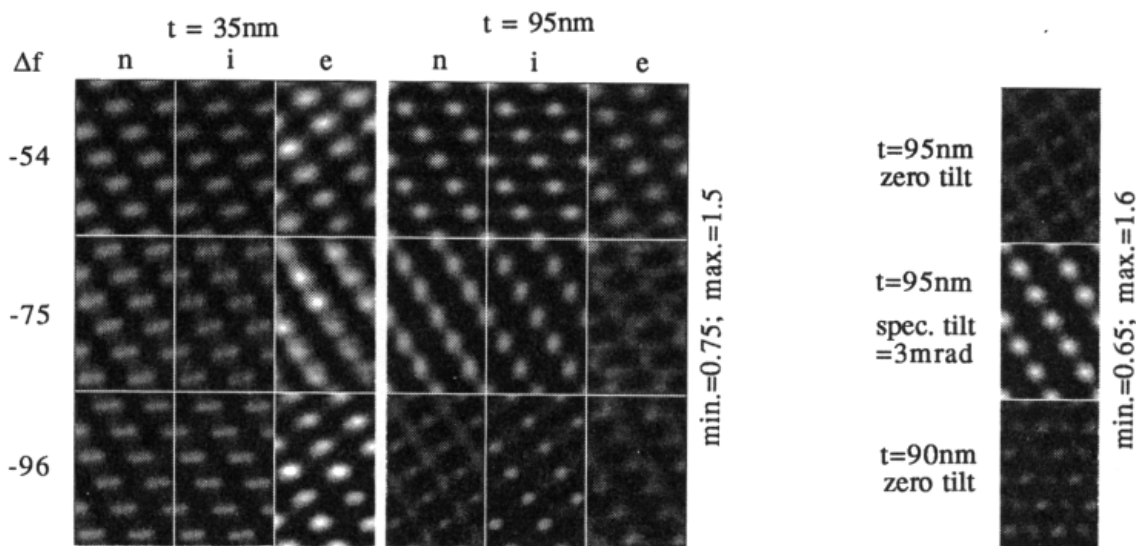 t = 35nm
t = 95nm
Δf n i e n i e
-54
-75
-96
min.=0.75; max.=1.5
t=95nm
zero tilt
t=95nm
spec. tilt
=3mrad
t=90nm
zero tilt
min.=0.65; max.=1.6